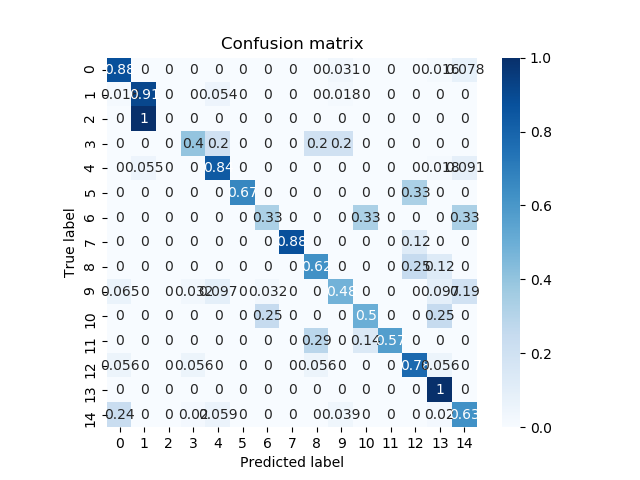 Confusion matrix
0 0.88 0 0 0 0 0 0 0 0 0.031 0 0 0 0.016 0.078
1 0.91 0 0 0.054 0 0 0 0 0.018 0 0 0 0 0
2 0 1 0 0 0 0 0 0 0 0 0 0 0 0 0
3 0 0 0 0.4 0.2 0 0 0 0.2 0.2 0 0 0 0 0
4 0 0.055 0 0 0.84 0 0 0 0 0 0 0 0 0.018 0.091
5 0 0 0 0 0 0.67 0 0 0 0 0 0 0.33 0 0
6 0 0 0 0 0 0 0.33 0 0 0 0.33 0 0 0 0.33
7 0 0 0 0 0 0 0 0.88 0 0 0 0 0.12 0 0
8 0 0 0 0 0 0 0 0 0.62 0 0 0 0.25 0.12 0
9 0.065 0 0 0.032 0.097 0 0.032 0 0 0.48 0 0 0 0.097 0.19
10 0 0 0 0 0 0 0.25 0 0 0 0.5 0 0 0.25 0
11 0 0 0 0 0 0 0 0 0.29 0 0.14 0.57 0 0 0
12 0.056 0 0 0.056 0 0 0 0 0.056 0 0 0 0.78 0.056 0
13 0 0 0 0 0 0 0 0 0 0 0 0 0 1 0
14 0.24 0 0 0.02 0.059 0 0 0 0 0.039 0 0 0 0.02 0.63
0 1 2 3 4 5 6 7 8 9 10 11 12 13 14
True label
Predicted label
1.0
0.8
0.6
0.4
0.2
0.0